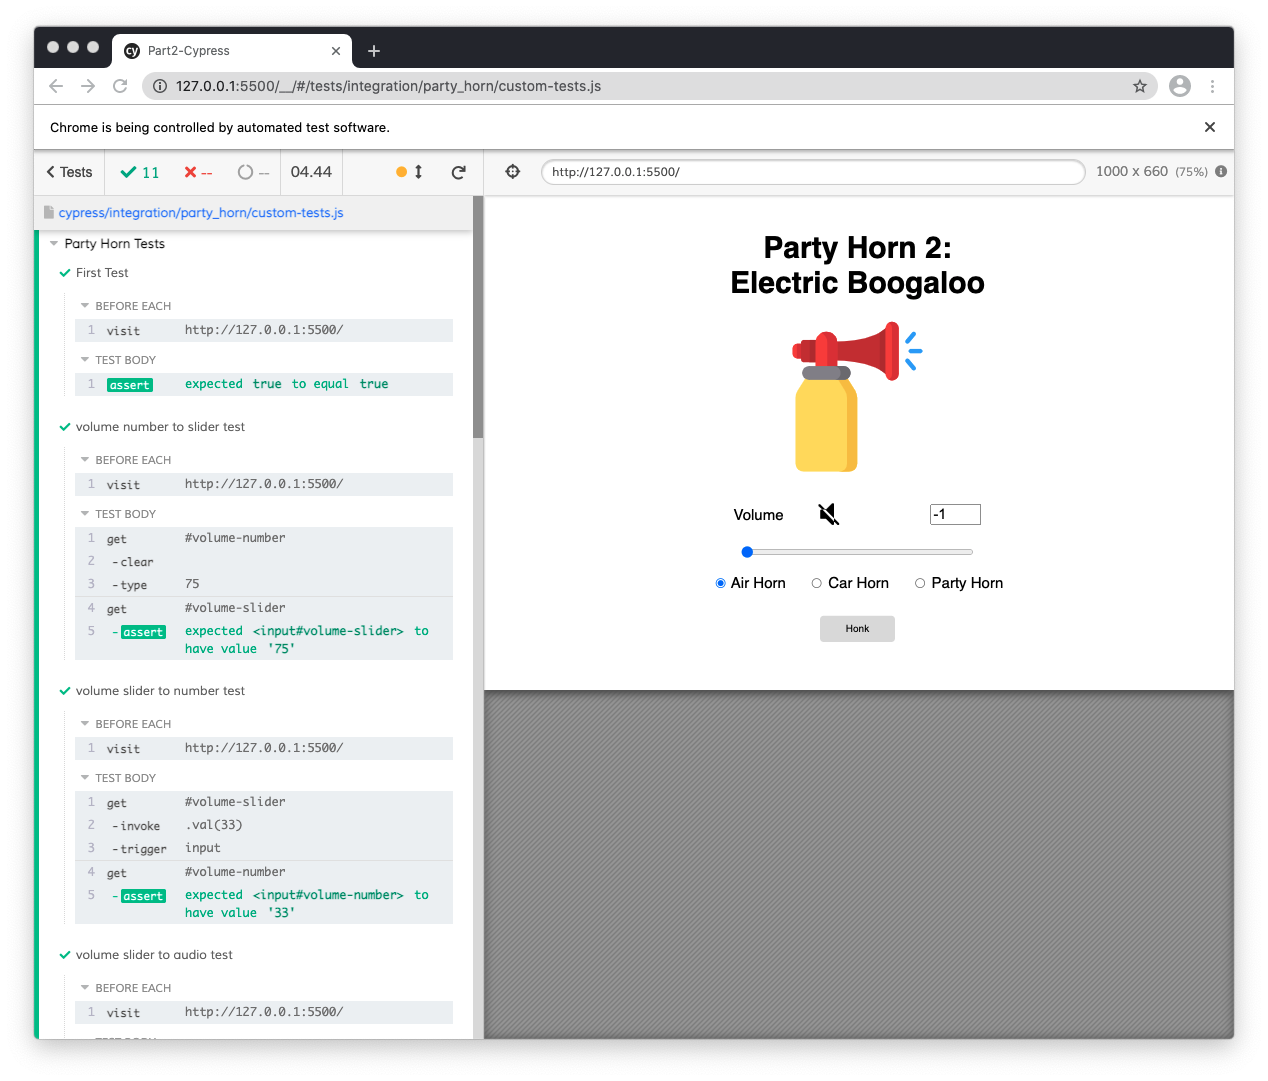 cy Part2-Cypress
127.0.0.1:5500/__/#/tests/integration/party_horn/custom-tests.js
Chrome is being controlled by automated test software.
Tests 11 -- -- 04.44 http://127.0.0.1:5500/ 1000 x 660 (75%)
cypress/integration/party_horn/custom-tests.js
Party Horn Tests
First Test
BEFORE EACH
1 visit http://127.0.0.1:5500/
TEST BODY
1 assert expected true to equal true
volume number to slider test
BEFORE EACH
1 visit http://127.0.0.1:5500/
TEST BODY
1 get #volume-number
2 -clear
3 -type 75
4 get #volume-slider
5 -assert expected <input#volume-slider> to
have value '75'
volume slider to number test
BEFORE EACH
1 visit http://127.0.0.1:5500/
TEST BODY
1 get #volume-slider
2 -invoke .val(33)
3 -trigger input
4 get #volume-number
5 -assert expected <input#volume-number> to
have value '33'
volume slider to audio test
BEFORE EACH
1 visit http://127.0.0.1:5500/
Party Horn 2:
Electric Boogaloo
Volume -1
Air Horn Car Horn Party Horn
Honk